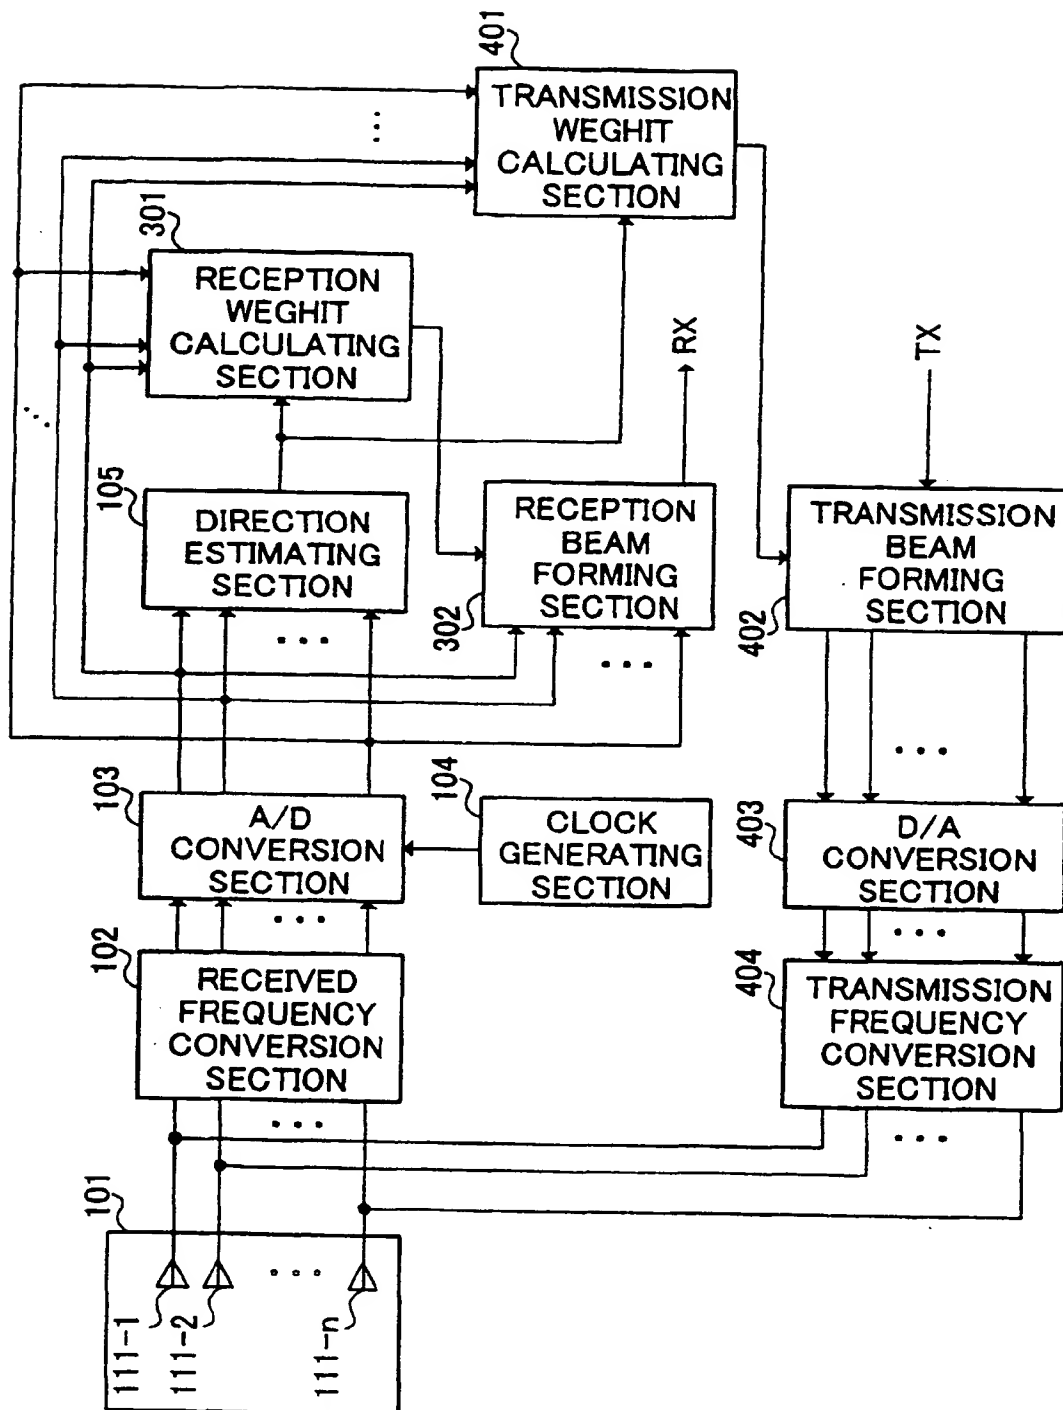 401
TRANSMISSION
WEGHIT
CALCULATING
SECTION
301
RECEPTION
WEGHIT
CALCULATING
SECTION
RX
TX
105
DIRECTION
ESTIMATING
SECTION
RECEPTION
BEAM
FORMING
SECTION
302
TRANSMISSION
BEAM
FORMING
SECTION
402
103
A/D
CONVERSION
SECTION
104
CLOCK
GENERATING
SECTION
403
D/A
CONVERSION
SECTION
102
RECEIVED
FREQUENCY
CONVERSION
SECTION
404
TRANSMISSION
FREQUENCY
CONVERSION
SECTION
101
111-1
111-2
111-n